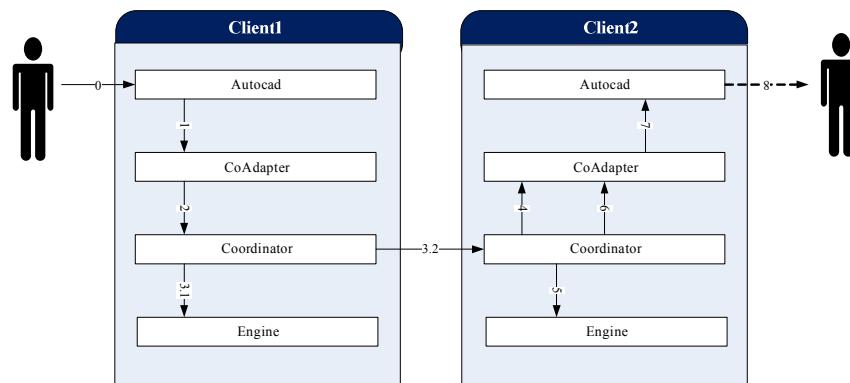 Client1
Client2
0
Autocad
Autocad
8
1
7
CoAdapter
CoAdapter
2
4
6
Coordinator
3.2
Coordinator
3.1
5
Engine
Engine